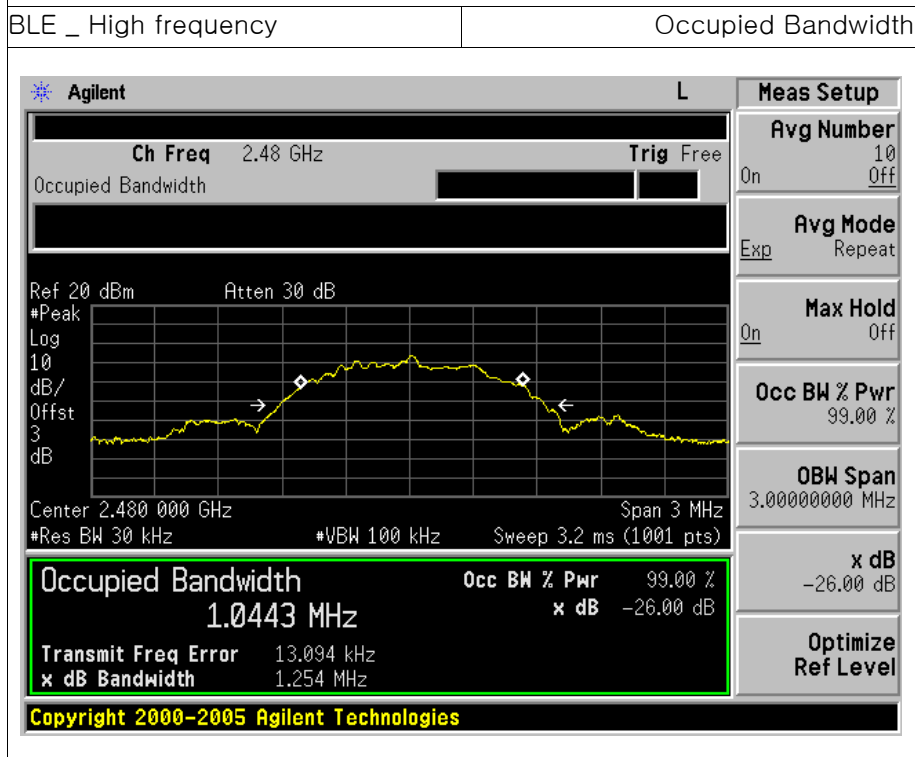 BLE _ High frequency
Occupied Bandwidth
Agilent
L
Meas Setup
Ch Freq 2.48 GHz
Trig Free
Occupied Bandwidth
Avg Number
10
On Off
Avg Mode
Exp Repeat
Max Hold
On Off
Occ BW % Pwr
99.00 %
OBW Span
3.00000000 MHz
x dB
-26.00 dB
Optimize
Ref Level
Ref 20 dBm Atten 30 dB
#Peak
Log
10
dB/
Offst
3
dB
Center 2.480 000 GHz Span 3 MHz
#Res BW 30 kHz #VBW 100 kHz Sweep 3.2 ms (1001 pts)
Occupied Bandwidth
1.0443 MHz
Occ BW % Pwr 99.00 %
x dB -26.00 dB
Transmit Freq Error 13.094 kHz
x dB Bandwidth 1.254 MHz
Copyright 2000-2005 Agilent Technologies